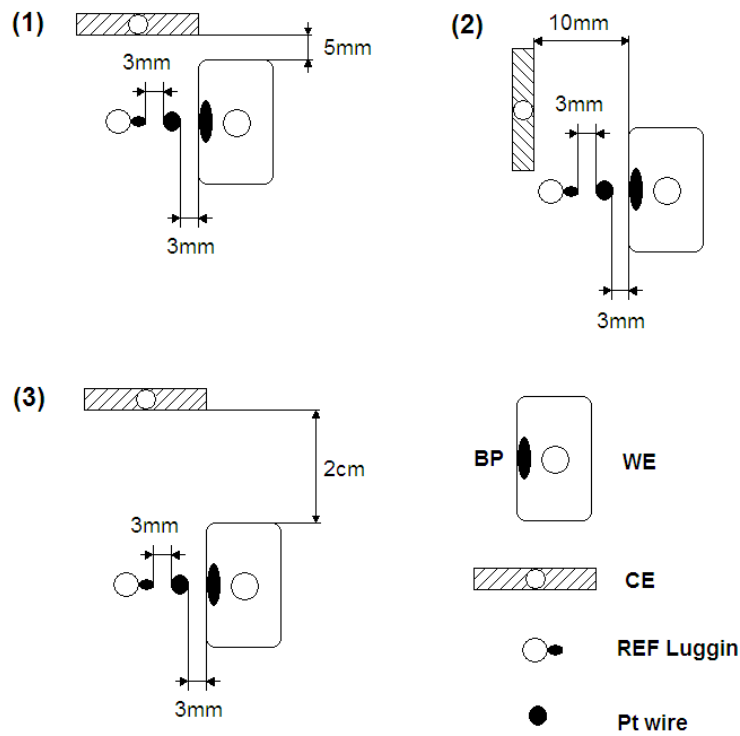 (1)
5mm
3mm
3mm
(2)
10mm
3mm
3mm
(3)
2cm
3mm
3mm
BP
WE
CE
REF Luggin
Pt wire